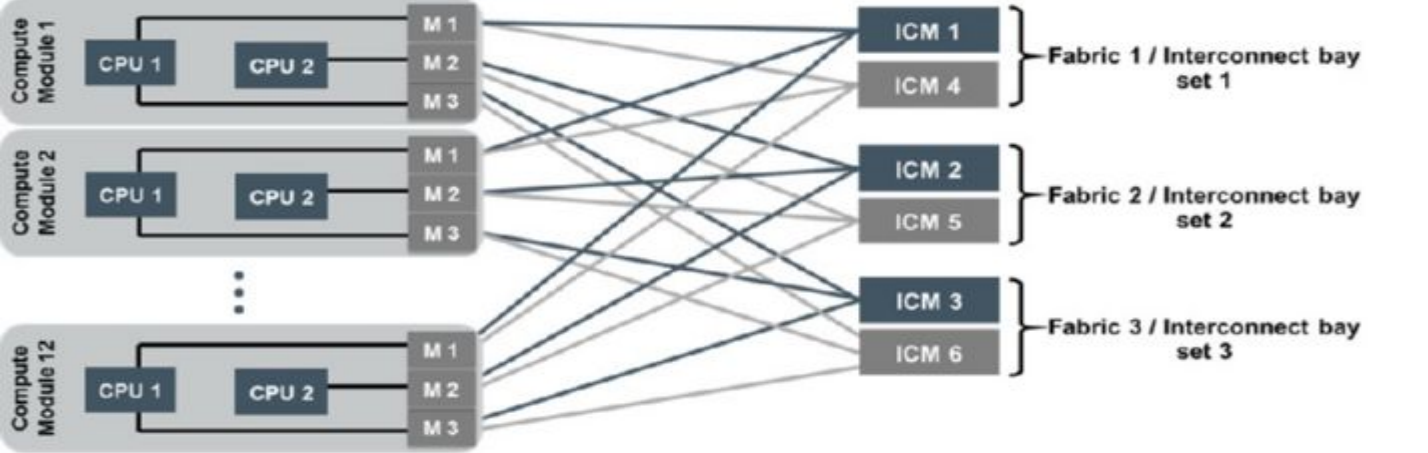 Compute
Module 1
CPU 1
CPU 2
M 1
M 2
M 3
ICM 1
ICM 4
Fabric 1 / Interconnect bay
set 1
Compute
Module 2
CPU 1
CPU 2
M 1
M 2
M 3
ICM 2
ICM 5
Fabric 2 / Interconnect bay
set 2
Compute
Module 12
CPU 1
CPU 2
M 1
M 2
M 3
ICM 3
ICM 6
Fabric 3 / Interconnect bay
set 3